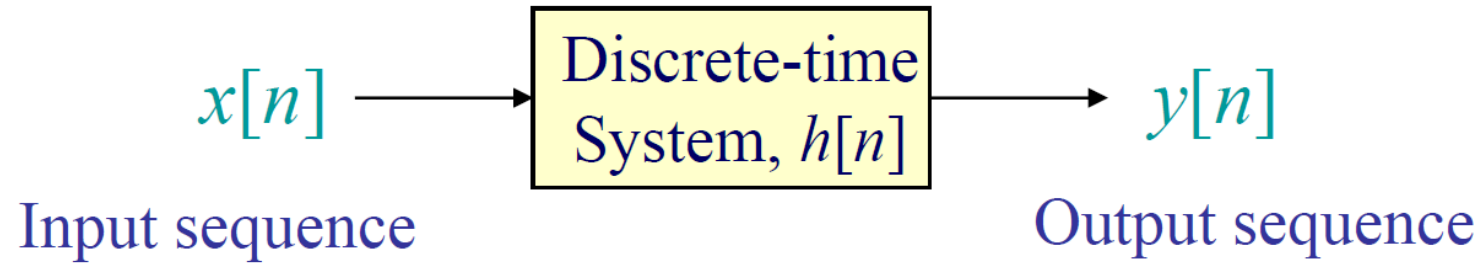 x[n]
Discrete-time
System, h[n]
y[n]
Input sequence
Output sequence